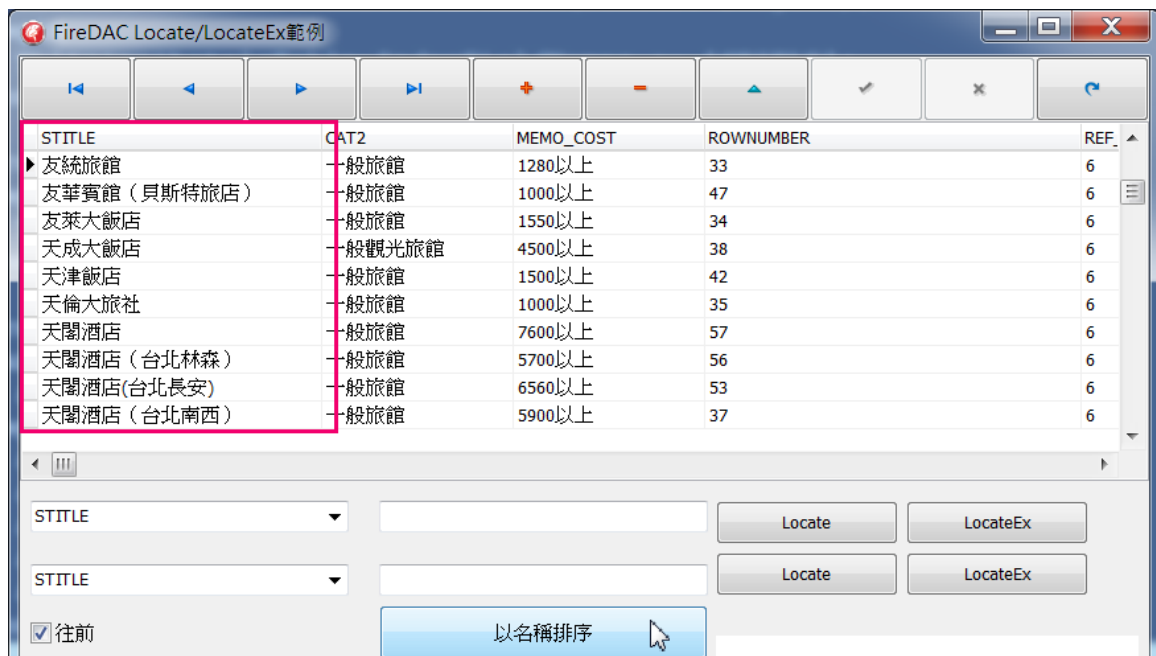 FireDAC Locate/LocateEx範例
STITLE CAT2 MEMO_COST ROWNUMBER REF_
友統旅館 一般旅館 1280以上 33 6
友華賓館（貝斯特旅店） 一般旅館 1000以上 47 6
友萊大飯店 一般旅館 1550以上 34 6
天成大飯店 一般觀光旅館 4500以上 38 6
天津飯店 一般旅館 1500以上 42 6
天倫大旅社 一般旅館 1000以上 35 6
天閣酒店 一般旅館 7600以上 57 6
天閣酒店（台北林森） 一般旅館 5700以上 56 6
天閣酒店(台北長安) 一般旅館 6560以上 53 6
天閣酒店（台北南西） 一般旅館 5900以上 37 6
STITLE Locate LocateEx
STITLE Locate LocateEx
往前 以名稱排序